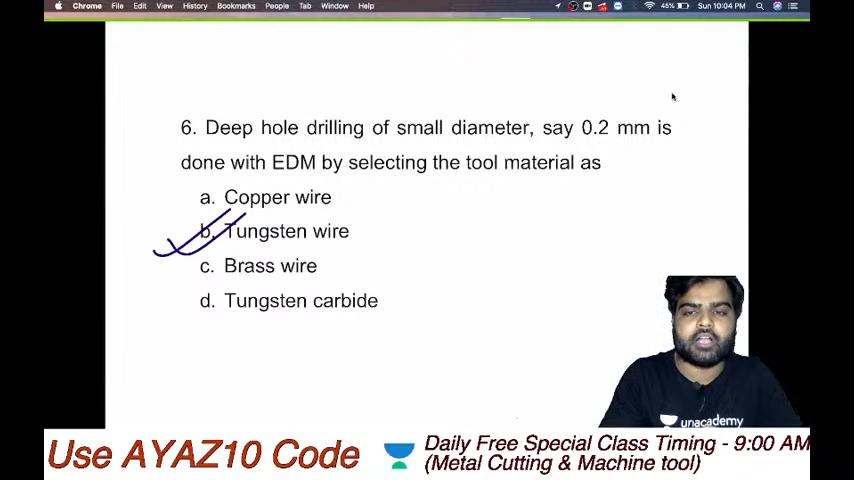 Chrome File Edit View History Bookmarks People Tab Window Help 45% Sun 10:04 PM
6. Deep hole drilling of small diameter, say 0.2 mm is
done with EDM by selecting the tool material as
a. Copper wire
b. Tungsten wire
c. Brass wire
d. Tungsten carbide
unacademy
Use AYAZ10 Code
Daily Free Special Class Timing - 9:00 AM
(Metal Cutting & Machine tool)